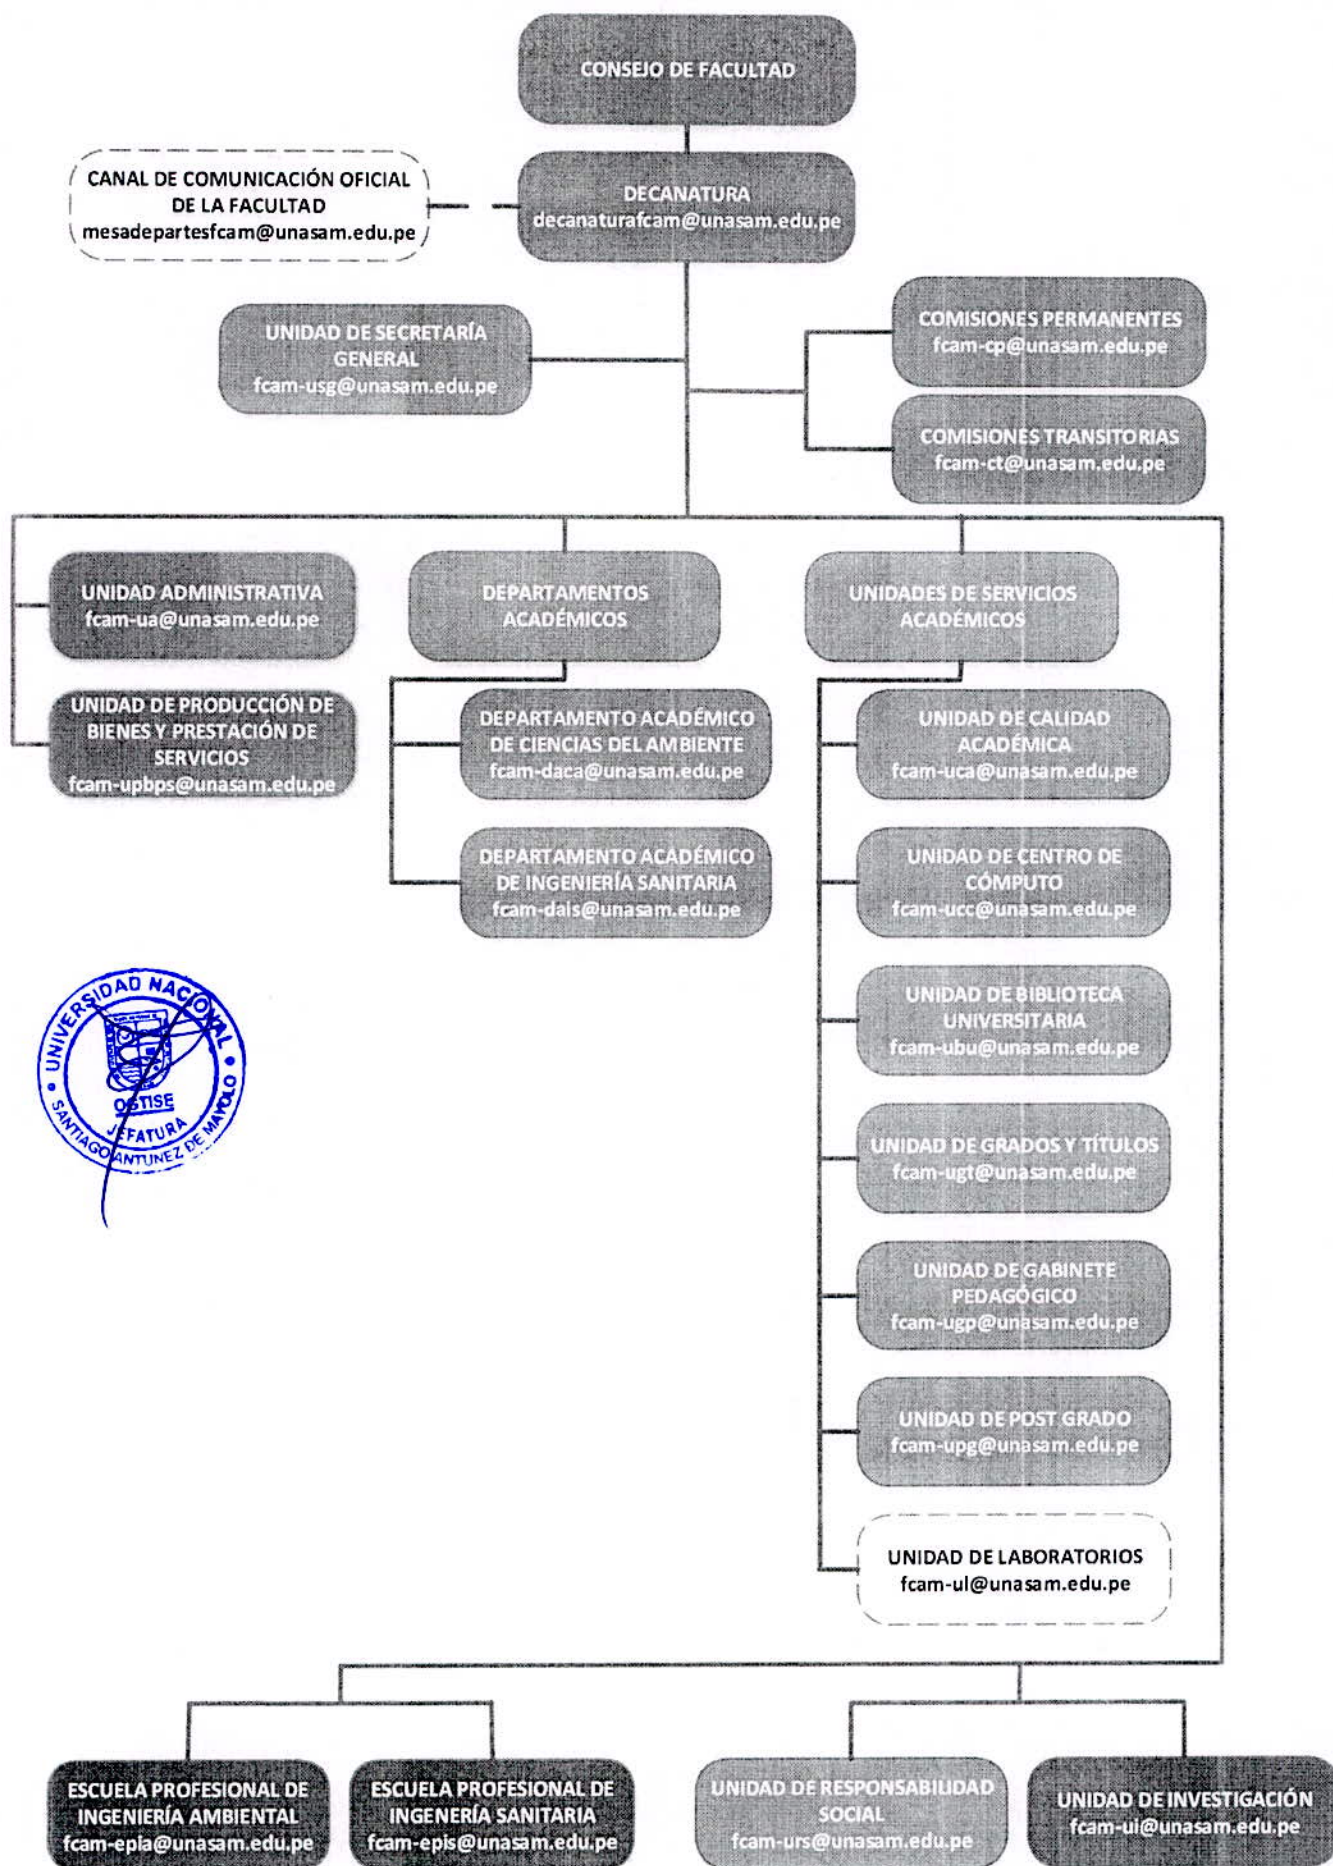 CONSEJO DE FACULTAD
CANAL DE COMUNICACIÓN OFICIAL
DE LA FACULTAD
mesadepartesfcam@unasam.edu.pe
DECANATURA
decanaturafcam@unasam.edu.pe
UNIDAD DE SECRETARÍA
GENERAL
fcam-usg@unasam.edu.pe
COMISIONES PERMANENTES
fcam-cp@unasam.edu.pe
COMISIONES TRANSITORIAS
fcam-ct@unasam.edu.pe
UNIDAD ADMINISTRATIVA
fcam-ua@unasam.edu.pe
UNIDAD DE PRODUCCIÓN DE
BIENES Y PRESTACIÓN DE
SERVICIOS
fcam-upbps@unasam.edu.pe
DEPARTAMENTOS
ACADÉMICOS
DEPARTAMENTO ACADÉMICO
DE CIENCIAS DEL AMBIENTE
fcam-daca@unasam.edu.pe
DEPARTAMENTO ACADÉMICO
DE INGENIERÍA SANITARIA
fcam-dais@unasam.edu.pe
UNIDADES DE SERVICIOS
ACADÉMICOS
UNIDAD DE CALIDAD
ACADÉMICA
fcam-uca@unasam.edu.pe
UNIDAD DE CENTRO DE
CÓMPUTO
fcam-ucc@unasam.edu.pe
UNIDAD DE BIBLIOTECA
UNIVERSITARIA
fcam-ubu@unasam.edu.pe
UNIDAD DE GRADOS Y TÍTULOS
fcam-ugt@unasam.edu.pe
UNIDAD DE GABINETE
PEDAGÓGICO
fcam-ugp@unasam.edu.pe
UNIDAD DE POST GRADO
fcam-upg@unasam.edu.pe
UNIDAD DE LABORATORIOS
fcam-ul@unasam.edu.pe
UNIVERSIDAD NACIONAL
OGTISE
JEFATURA
SANTIAGO ANTUNEZ DE MAYOLO
ESCUELA PROFESIONAL DE
INGENIERÍA AMBIENTAL
fcam-epia@unasam.edu.pe
ESCUELA PROFESIONAL DE
INGENERÍA SANITARIA
fcam-epis@unasam.edu.pe
UNIDAD DE RESPONSABILIDAD
SOCIAL
fcam-urs@unasam.edu.pe
UNIDAD DE INVESTIGACIÓN
fcam-ui@unasam.edu.pe